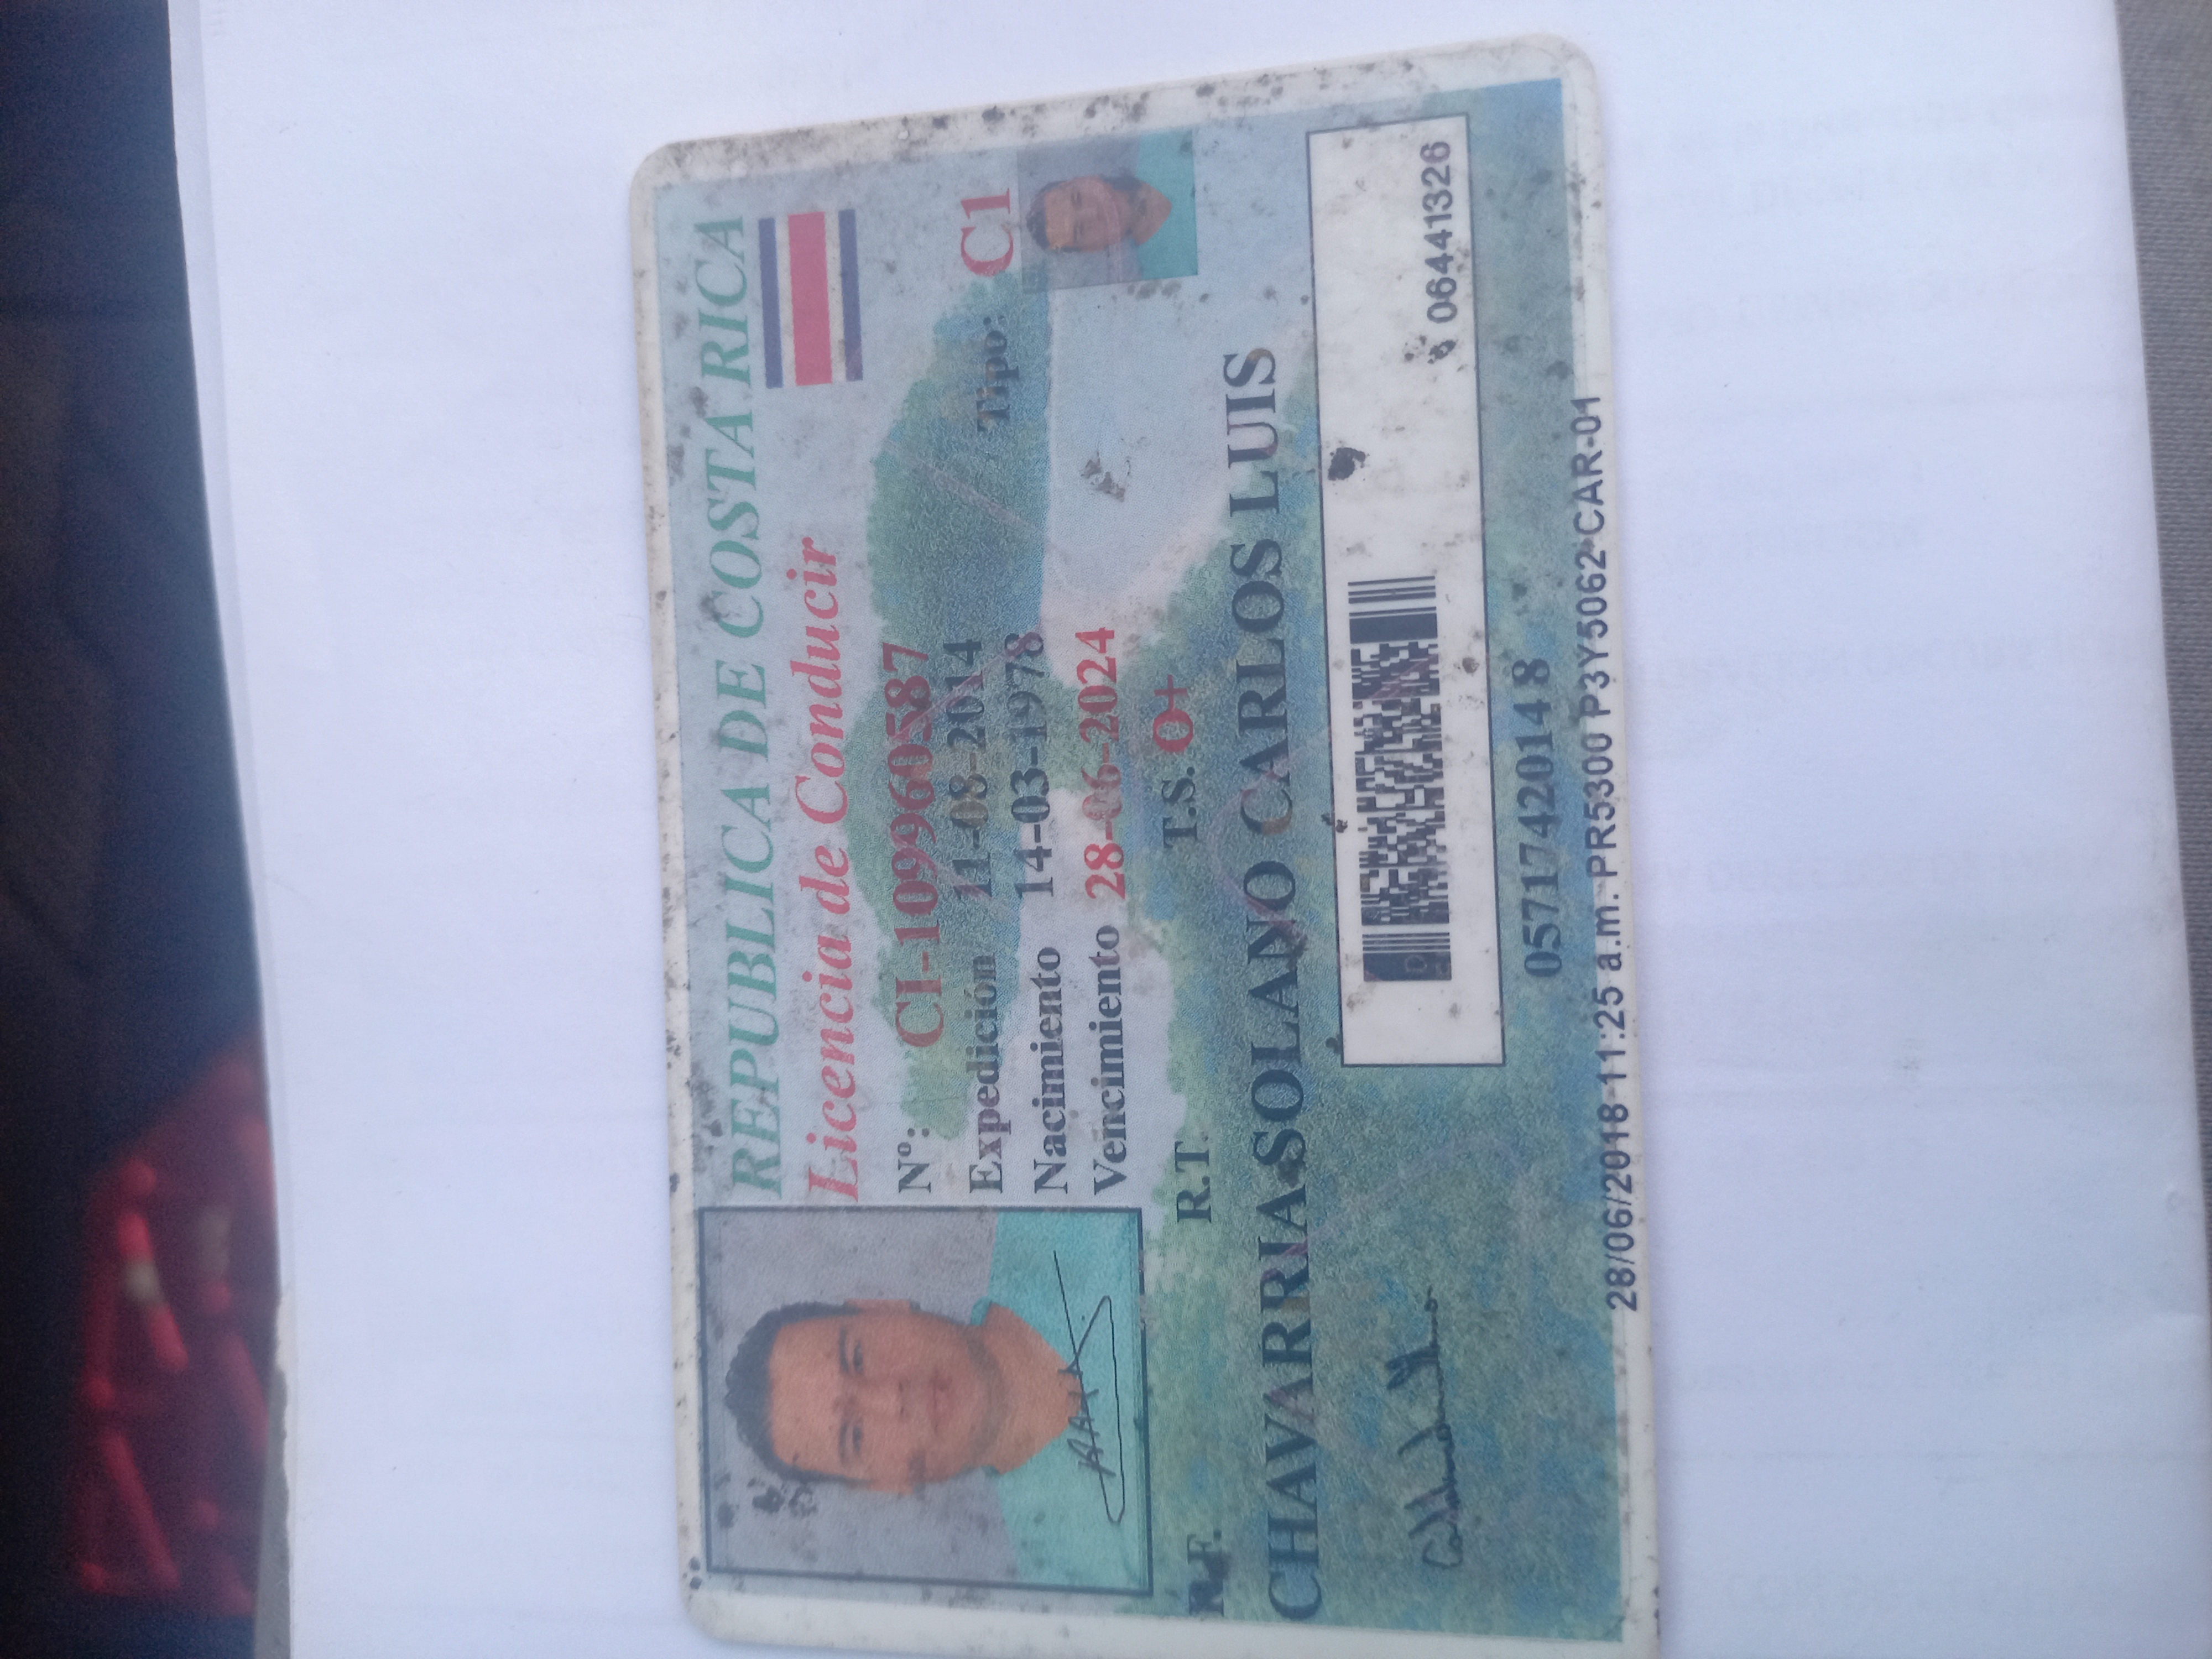 REPUBLICA DE COSTA RICA
Licencia de Conducir
Nº: CI-109960587
Expedición 11-08-2014 Tipo: C1
Nacimiento 14-03-1978
Vencimiento 28-06-2024
R.T T.S. O+
CHAVARRIA SOLANO CARLOS LUIS
06441326
057174201418
28/06/2018-11:25 a.m. PR5300 P3Y5062 CAR-01